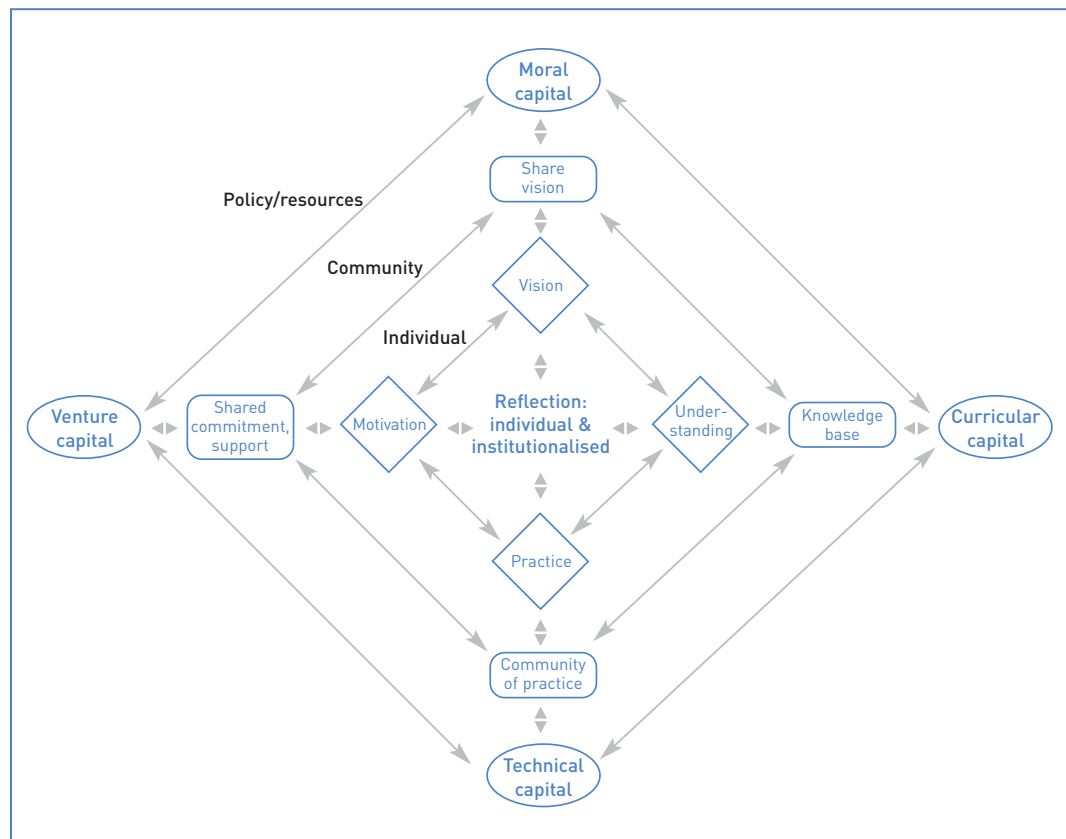 Moral
capital
Share
vision
Policy/resources
Community
Vision
Individual
Venture
capital
Shared
commitment,
support
Motivation
Reflection:
individual &
institutionalised
Under-
standing
Knowledge
base
Curricular
capital
Practice
Community
of practice
Technical
capital